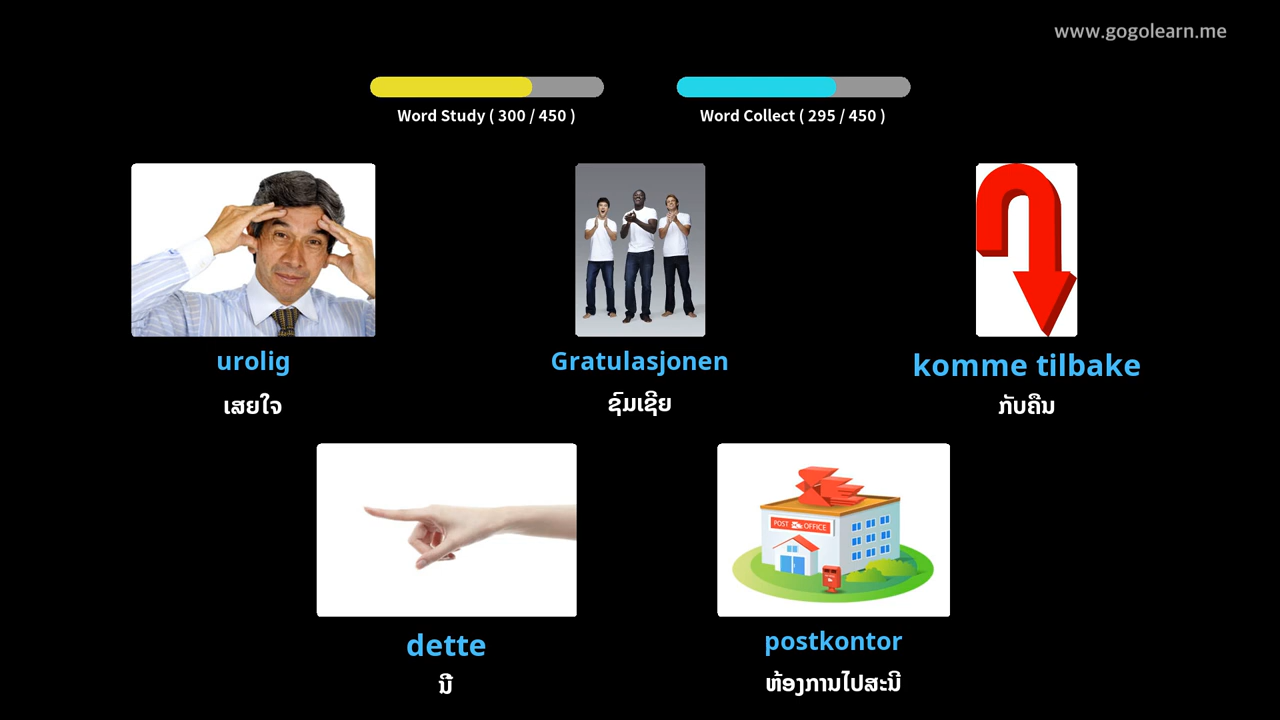 www.gogolearn.me
Word Study ( 300 / 450 )
Word Collect ( 295 / 450 )
urolig
Gratulasjonen
komme tilbake
ເສຍໃຈ
ຊົມເຊີຍ
ກັບຄືນ
POST OFFICE
dette
postkontor
ນີ້
ຫ້ອງການໄປສະນີ